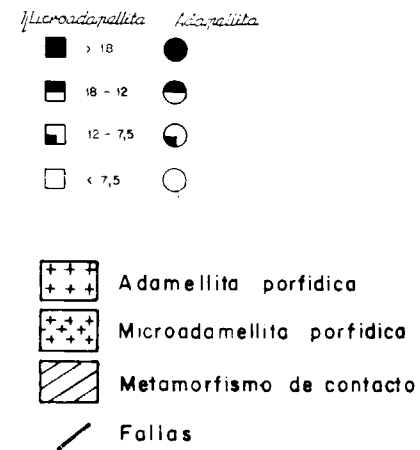 Microadamellita Adamellita
> 18
18 - 12
12 - 7,5
< 7,5
Adamellita porfidica
Microadamellita porfidica
Metamorfismo de contacto
Fallas